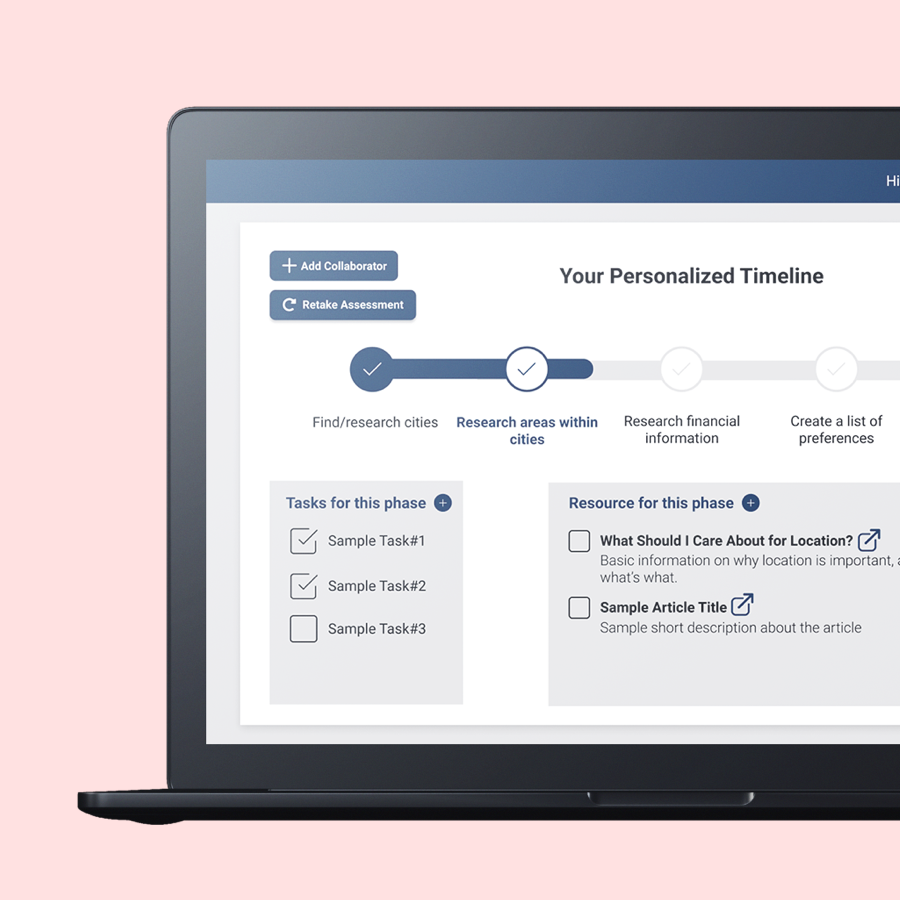 Hi
Add Collaborator
Your Personalized Timeline
Retake Assessment
Find/research cities
Research areas within
cities
Research financial
information
Create a list of
preferences
Tasks for this phase
Sample Task#1
Sample Task#2
Sample Task#3
Resource for this phase
What Should I Care About for Location?
Basic information on why location is important,
what's what.
Sample Article Title
Sample short description about the article